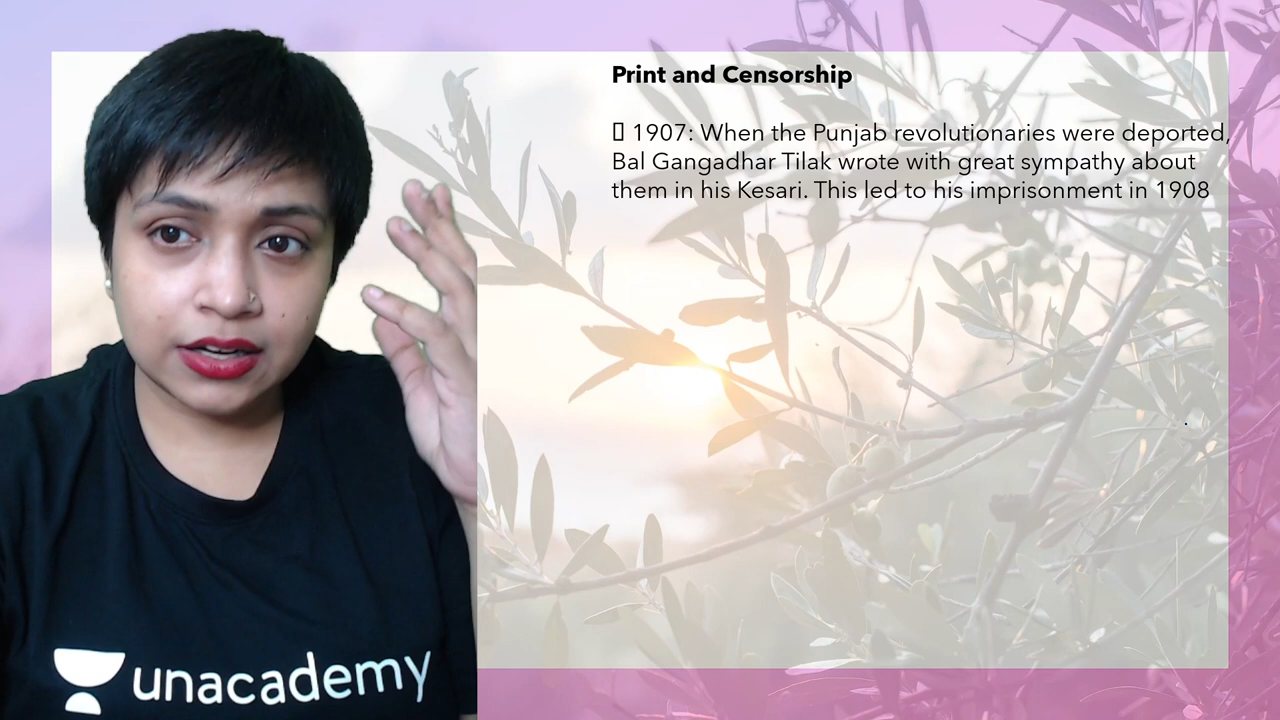 Print and Censorship
▯ 1907: When the Punjab revolutionaries were deported,
Bal Gangadhar Tilak wrote with great sympathy about
them in his Kesari. This led to his imprisonment in 1908
unacademy